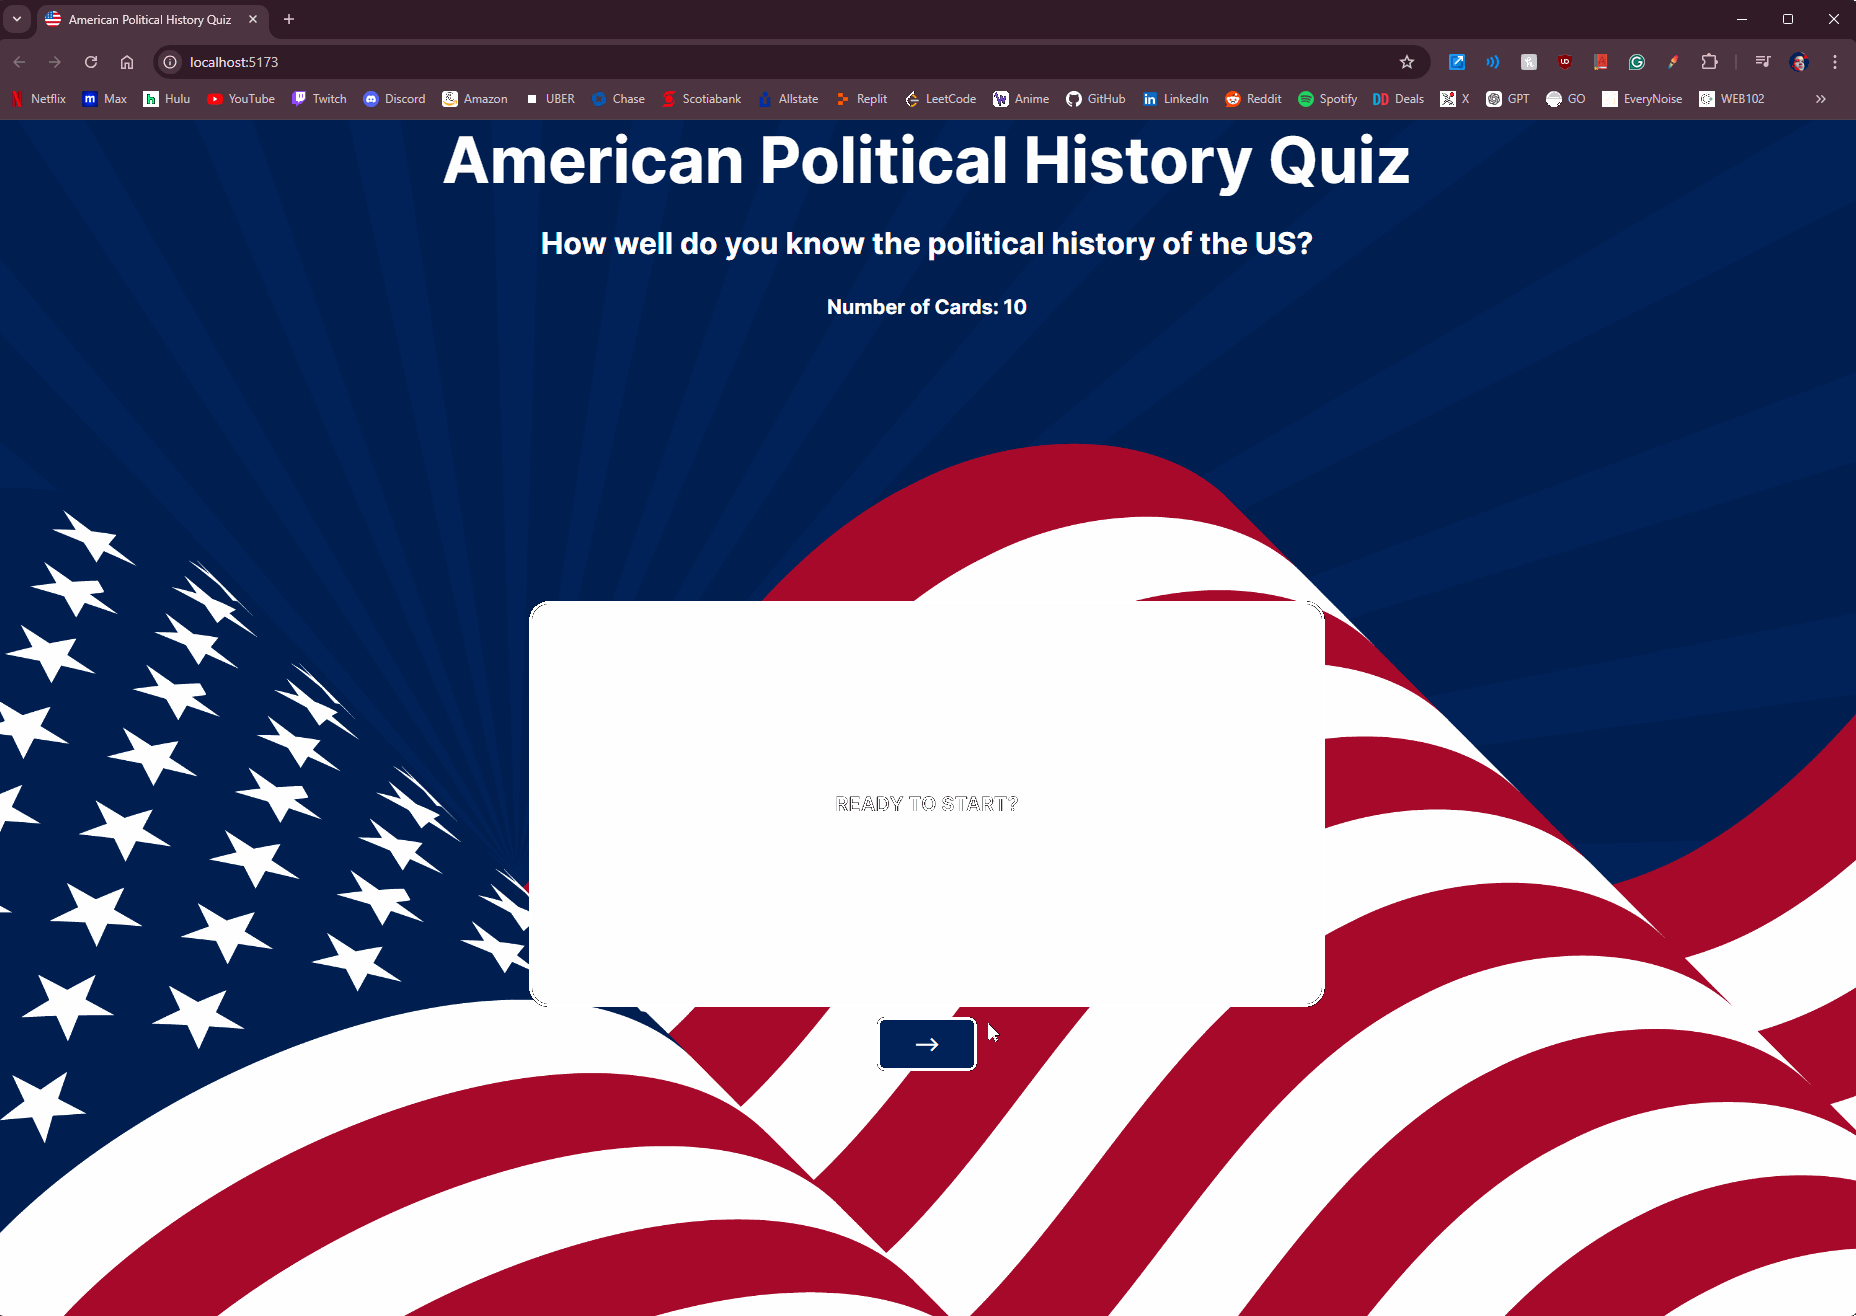 American Political History Quiz
localhost:5173
Netflix Max Hulu YouTube Twitch Discord Amazon UBER Chase Scotiabank Allstate Replit LeetCode Anime GitHub LinkedIn Reddit Spotify Deals X GPT GO EveryNoise WEB102
American Political History Quiz
How well do you know the political history of the US?
Number of Cards: 10
READY TO START?